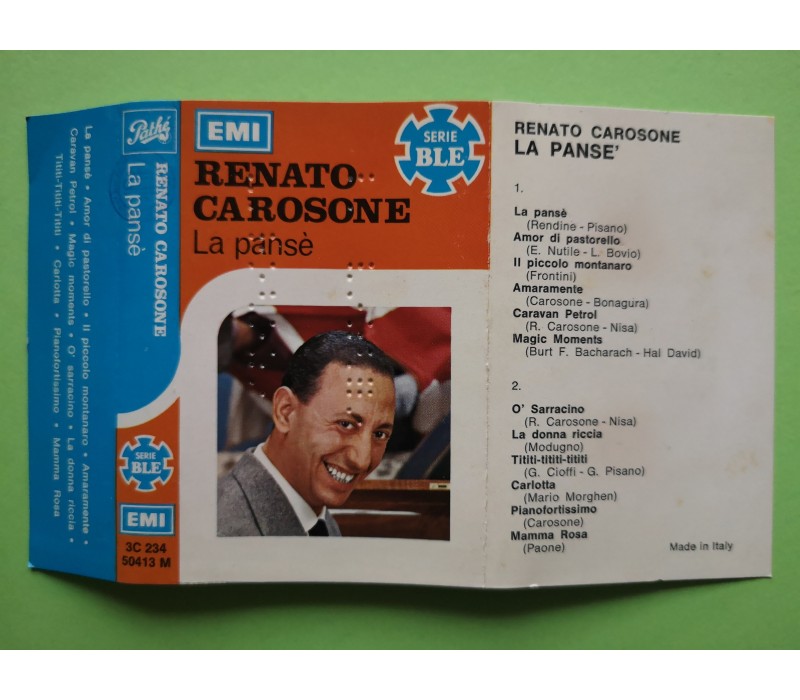 La pansè • Amor di pastorello • Il piccolo montanaro • Amaramente •
Caravan Petrol • Magic moments • O' sarracino • La donna riccia •
Tititi-Tititi-Tititi • Carlotta • Pianofortissimo • Mamma Rosa
Pathé
RENATO CAROSONE
La pansè
SERIE
BLE
EMI
3C 234
50413 M
EMI
SERIE
BLE
RENATO
CAROSONE
La pansè
RENATO CAROSONE
LA PANSE'
1.
La pansè
(Rendine - Pisano)
Amor di pastorello
(E. Nutile - L. Bovio)
Il piccolo montanaro
(Frontini)
Amaramente
(Carosone - Bonagura)
Caravan Petrol
(R. Carosone - Nisa)
Magic Moments
(Burt F. Bacharach - Hal David)
2.
O' Sarracino
(R. Carosone - Nisa)
La donna riccia
(Modugno)
Tititi-tititi-tititi
(G. Cioffi - G. Pisano)
Carlotta
(Mario Morghen)
Pianofortissimo
(Carosone)
Mamma Rosa
(Paone)
Made in Italy